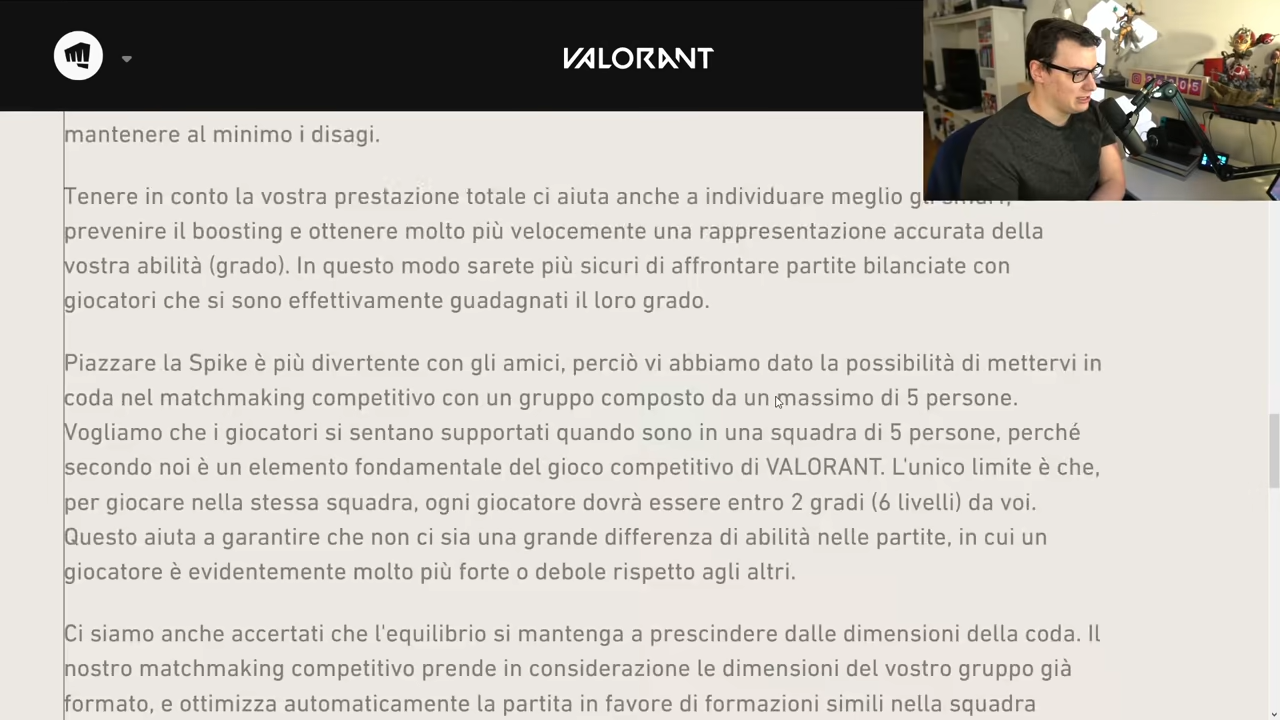 VALORANT
mantenere al minimo i disagi.
Tenere in conto la vostra prestazione totale ci aiuta anche a individuare meglio
prevenire il boosting e ottenere molto più velocemente una rappresentazione accurata della
vostra abilità (grado). In questo modo sarete più sicuri di affrontare partite bilanciate con
giocatori che si sono effettivamente guadagnati il loro grado.
Piazzare la Spike è più divertente con gli amici, perciò vi abbiamo dato la possibilità di mettervi in
coda nel matchmaking competitivo con un gruppo composto da un massimo di 5 persone.
Vogliamo che i giocatori si sentano supportati quando sono in una squadra di 5 persone, perché
secondo noi è un elemento fondamentale del gioco competitivo di VALORANT. L'unico limite è che,
per giocare nella stessa squadra, ogni giocatore dovrà essere entro 2 gradi (6 livelli) da voi.
Questo aiuta a garantire che non ci sia una grande differenza di abilità nelle partite, in cui un
giocatore è evidentemente molto più forte o debole rispetto agli altri.
Ci siamo anche accertati che l'equilibrio si mantenga a prescindere dalle dimensioni della coda. Il
nostro matchmaking competitivo prende in considerazione le dimensioni del vostro gruppo già
formato, e ottimizza automaticamente la partita in favore di formazioni simili nella squadra